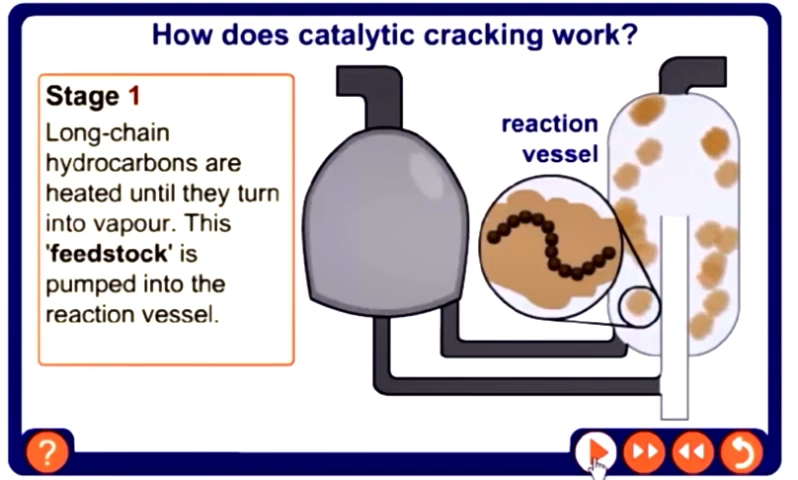 How does catalytic cracking work?
Stage 1
Long-chain
hydrocarbons are
heated until they turn
into vapour. This
'feedstock' is
pumped into the
reaction vessel.
reaction
vessel
?